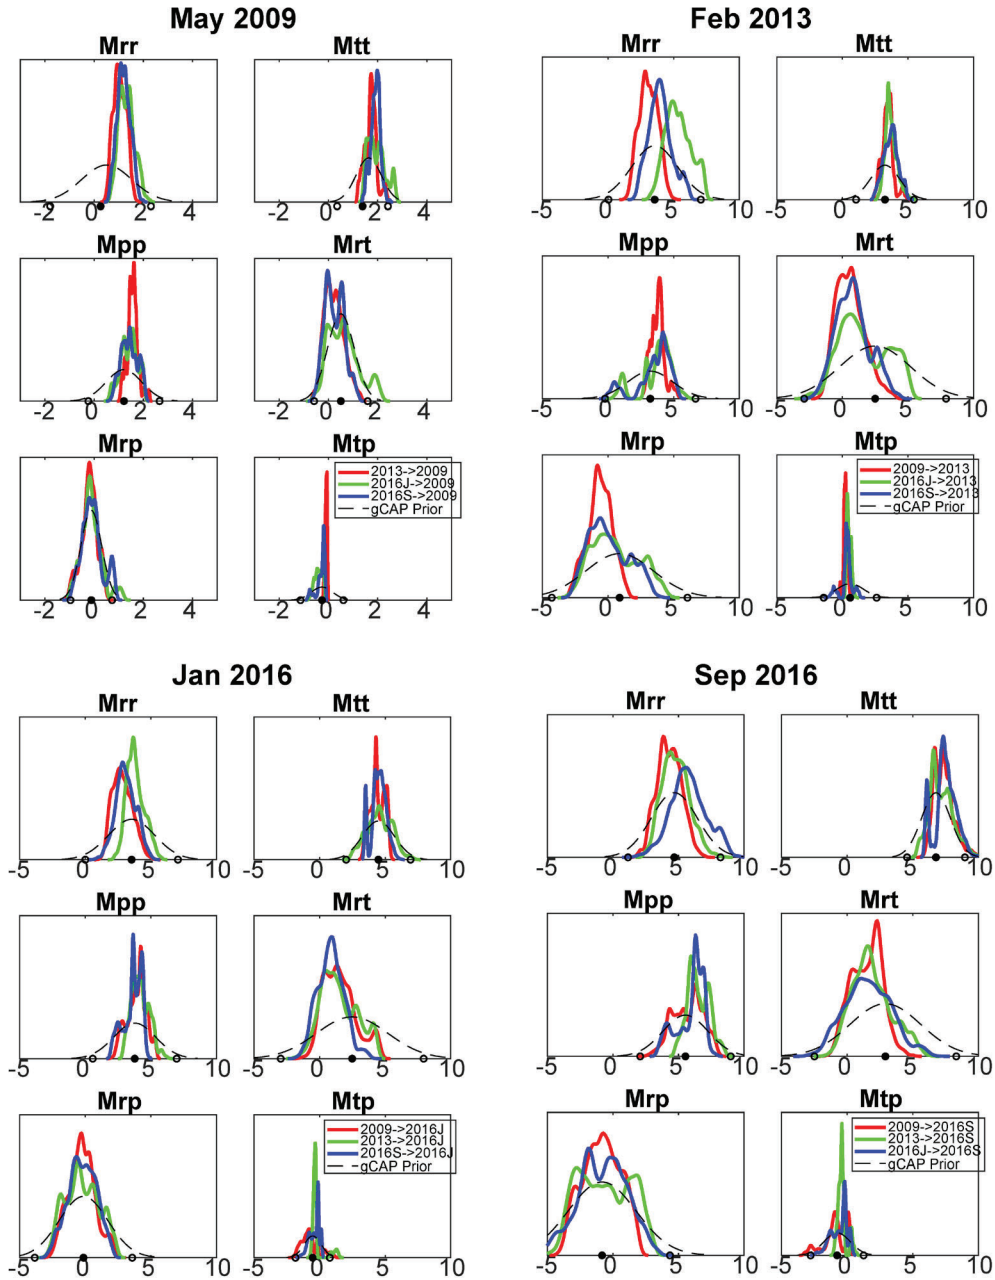 May 2009
Feb 2013
Mrr
Mtt
Mrr
Mtt
-2 0 2 4
-2 0 2 4
-5 0 5 10
-5 0 5 10
Mpp
Mrt
Mpp
Mrt
-2 0 2 4
-2 0 2 4
-5 0 5 10
-5 0 5 10
Mrp
Mtp
Mrp
Mtp
2013->2009
2016J->2009
2016S->2009
gCAP Prior
2009->2013
2016J->2013
2016S->2013
gCAP Prior
-2 0 2 4
-2 0 2 4
-5 0 5 10
-5 0 5 10
Jan 2016
Sep 2016
Mrr
Mtt
Mrr
Mtt
-5 0 5 10
-5 0 5 10
-5 0 5 10
-5 0 5 10
Mpp
Mrt
Mpp
Mrt
-5 0 5 10
-5 0 5 10
-5 0 5 10
-5 0 5 10
Mrp
Mtp
Mrp
Mtp
2009->2016J
2013->2016J
2016S->2016J
gCAP Prior
2009->2016S
2013->2016S
2016J->2016S
gCAP Prior
-5 0 5 10
-5 0 5 10
-5 0 5 10
-5 0 5 10